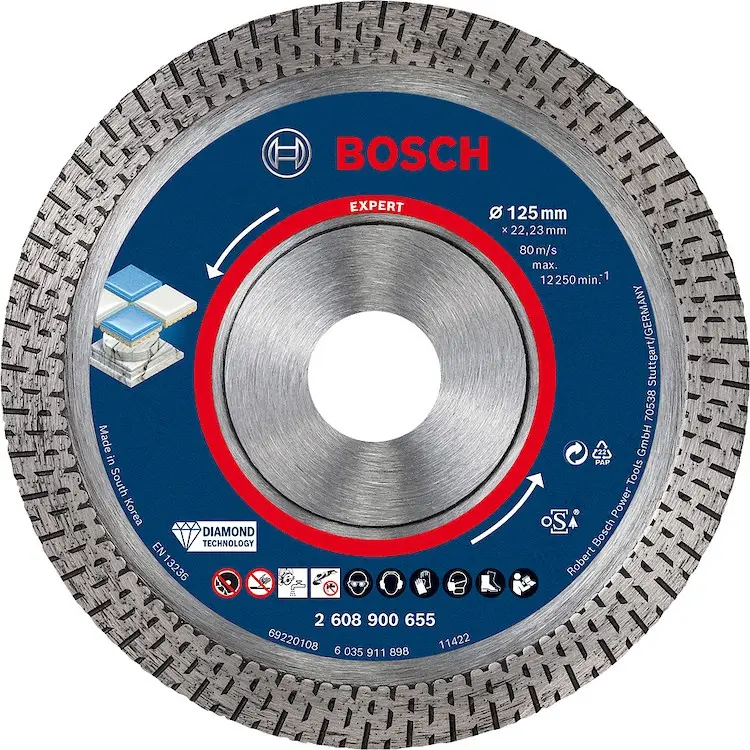 BOSCH
EXPERT
Ø 125 mm
× 22,23 mm
80 m/s
max.
12 250 min.⁻¹
Robert Bosch Power Tools GmbH 70538 Stuttgart/GERMANY
Made in South Korea
EN13236
DIAMOND
TECHNOLOGY
22
PAP
oSA®
2 608 900 655
69220108
6 035 911 898
11422